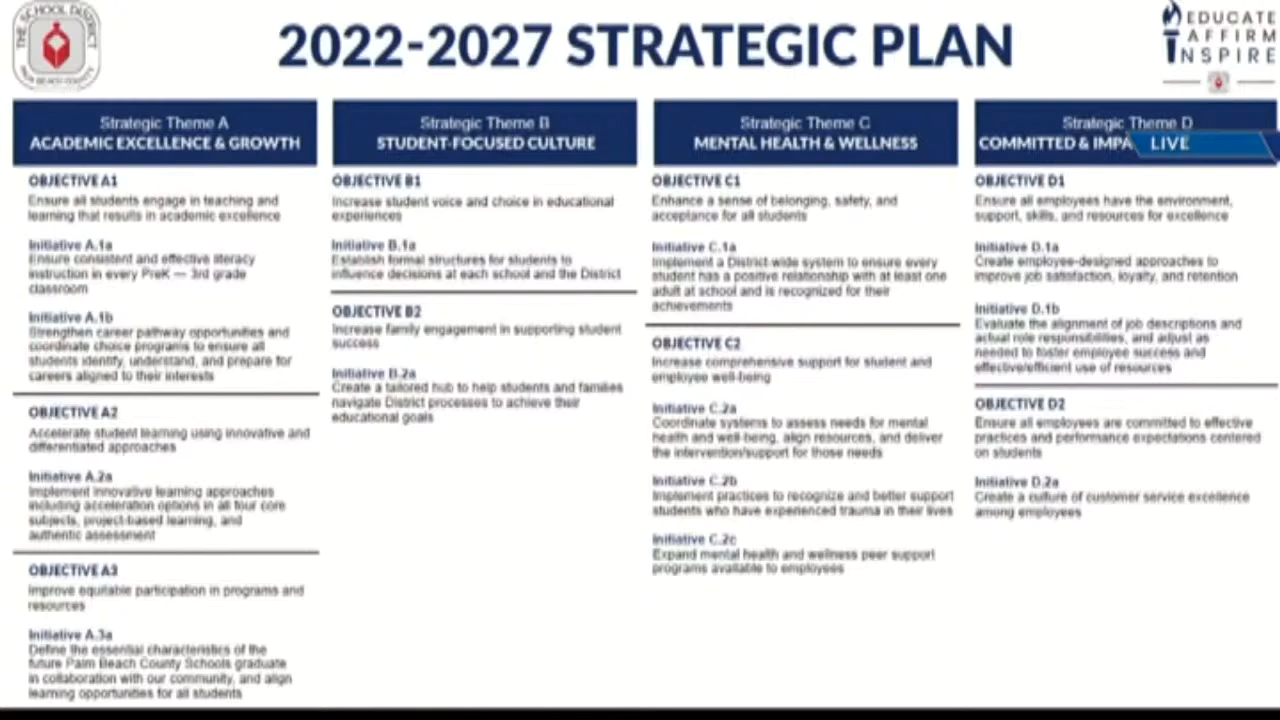 THE SCHOOL DISTRICT
PALM BEACH COUNTY
2022-2027 STRATEGIC PLAN
EDUCATE
AFFIRM
INSPIRE
Strategic Theme A
ACADEMIC EXCELLENCE & GROWTH
OBJECTIVE A1
Ensure all students engage in teaching and
learning that results in academic excellence
Initiative A.1a
Ensure consistent and effective literacy
instruction in every PreK — 3rd grade
classroom
Initiative A.1b
Strengthen career pathway opportunities and
coordinate choice programs to ensure all
students identify, understand, and prepare for
careers aligned to their interests
OBJECTIVE A2
Accelerate student learning using innovative and
differentiated approaches
Initiative A.2a
Implement innovative learning approaches
including acceleration options in all four core
subjects, project-based learning, and
authentic assessment
OBJECTIVE A3
Improve equitable participation in programs and
resources
Initiative A.3a
Define the essential characteristics of the
future Palm Beach County Schools graduate
in collaboration with our community, and align
learning opportunities for all students
Strategic Theme B
STUDENT-FOCUSED CULTURE
OBJECTIVE B1
Increase student voice and choice in educational
experiences
Initiative B.1a
Establish formal structures for students to
influence decisions at each school and the District
OBJECTIVE B2
Increase family engagement in supporting student
success
Initiative B.2a
Create a tailored hub to help students and families
navigate District processes to achieve their
educational goals
Strategic Theme C
MENTAL HEALTH & WELLNESS
OBJECTIVE C1
Enhance a sense of belonging, safety, and
acceptance for all students
Initiative C.1a
Implement a District-wide system to ensure every
student has a positive relationship with at least one
adult at school and is recognized for their
achievements
OBJECTIVE C2
Increase comprehensive support for student and
employee well-being
Initiative C.2a
Coordinate systems to assess needs for mental
health and well-being, align resources, and deliver
the intervention/support for those needs
Initiative C.2b
Implement practices to recognize and better support
students who have experienced trauma in their lives
Initiative C.2c
Expand mental health and wellness peer support
programs available to employees
Strategic Theme D
COMMITTED & IMPA
LIVE
OBJECTIVE D1
Ensure all employees have the environment,
support, skills, and resources for excellence
Initiative D.1a
Create employee-designed approaches to
improve job satisfaction, loyalty, and retention
Initiative D.1b
Evaluate the alignment of job descriptions and
actual role responsibilities, and adjust as
needed to foster employee success and
effective/efficient use of resources
OBJECTIVE D2
Ensure all employees are committed to effective
practices and performance expectations centered
on students
Initiative D.2a
Create a culture of customer service excellence
among employees